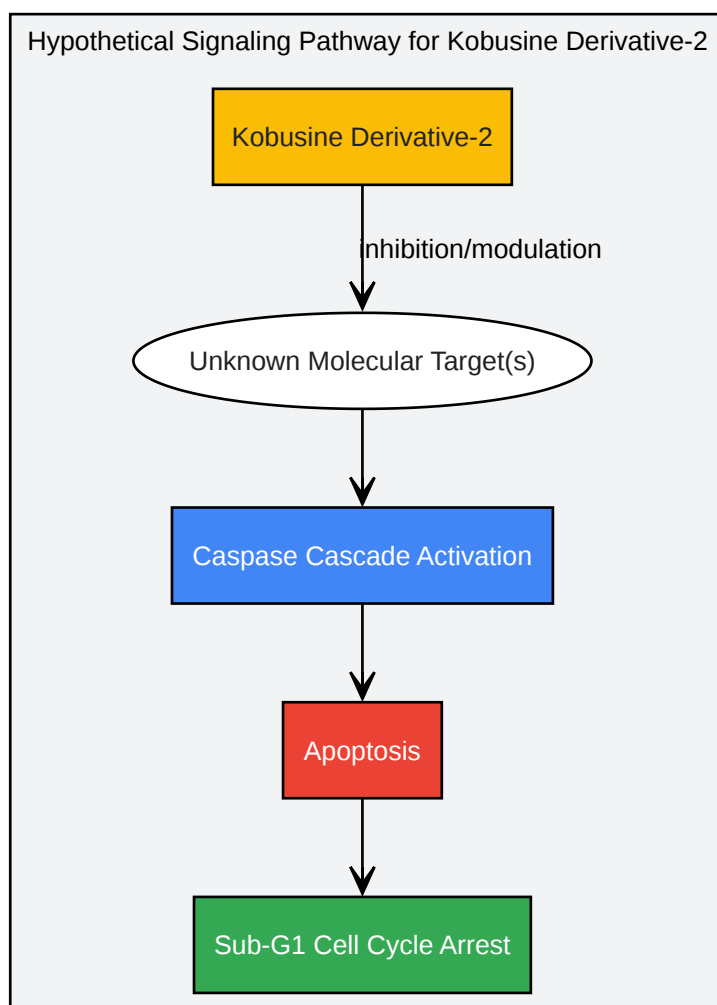 Hypothetical Signaling Pathway for Kobusine Derivative-2
Kobusine Derivative-2
inhibition/modulation
Unknown Molecular Target(s)
Caspase Cascade Activation
Apoptosis
Sub-G1 Cell Cycle Arrest